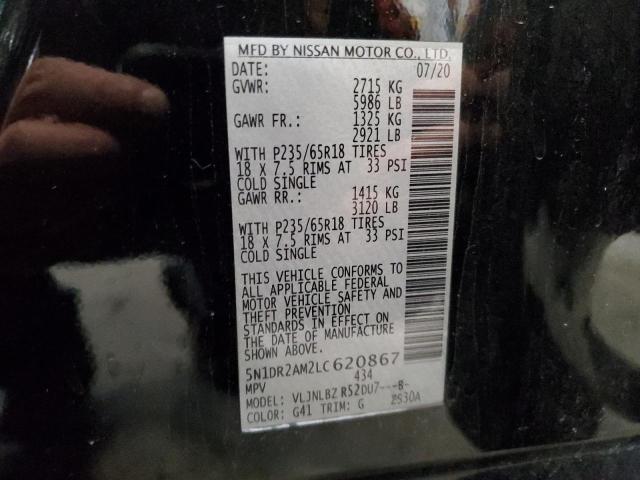 MFD BY NISSAN MOTOR CO., LTD.
DATE: 07/20
GVWR: 2715 KG
5986 LB
GAWR FR.: 1325 KG
2921 LB
WITH P235/65R18 TIRES
18 X 7.5 RIMS AT 33 PSI
COLD SINGLE
GAWR RR.: 1415 KG
3120 LB
WITH P235/65R18 TIRES
18 X 7.5 RIMS AT 33 PSI
COLD SINGLE
THIS VEHICLE CONFORMS TO
ALL APPLICABLE FEDERAL
MOTOR VEHICLE SAFETY AND
THEFT PREVENTION
STANDARDS IN EFFECT ON
THE DATE OF MANUFACTURE
SHOWN ABOVE.
5N1DR2AM2LC620867
MPV 434
MODEL: VLJNLBZ R52DU7---B-
COLOR: G41 TRIM: G 2S30A